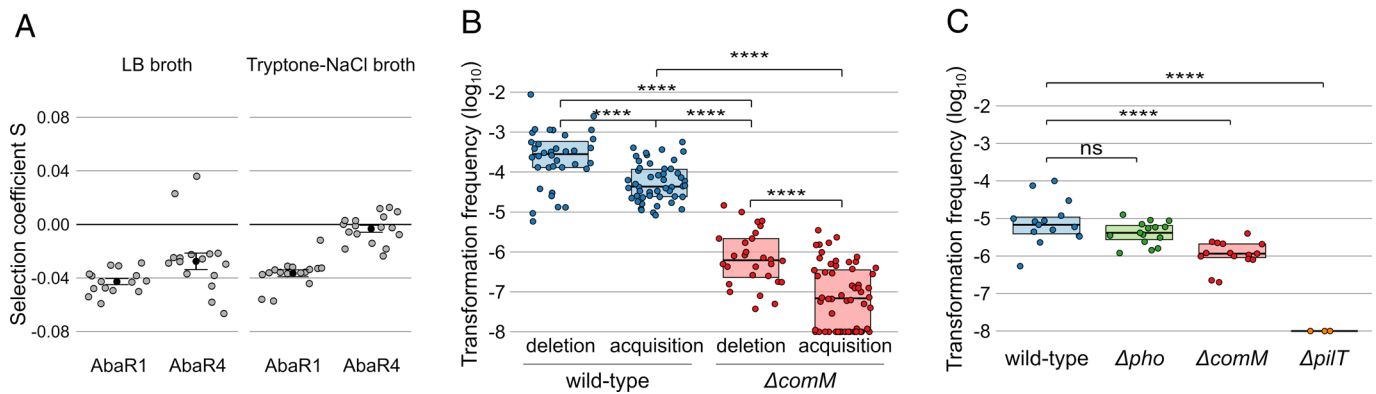 A
LB broth
Tryptone-NaCl broth
Selection coefficient S
0.08
0.04
0.00
-0.04
-0.08
AbaR1
AbaR4
AbaR1
AbaR4
B
Transformation frequency (log10)
-2
-3
-4
-5
-6
-7
-8
****
****
****
****
****
deletion
acquisition
deletion
acquisition
wild-type
ΔcomM
C
Transformation frequency (log10)
-2
-3
-4
-5
-6
-7
-8
****
****
ns
wild-type
Δpho
ΔcomM
ΔpilT